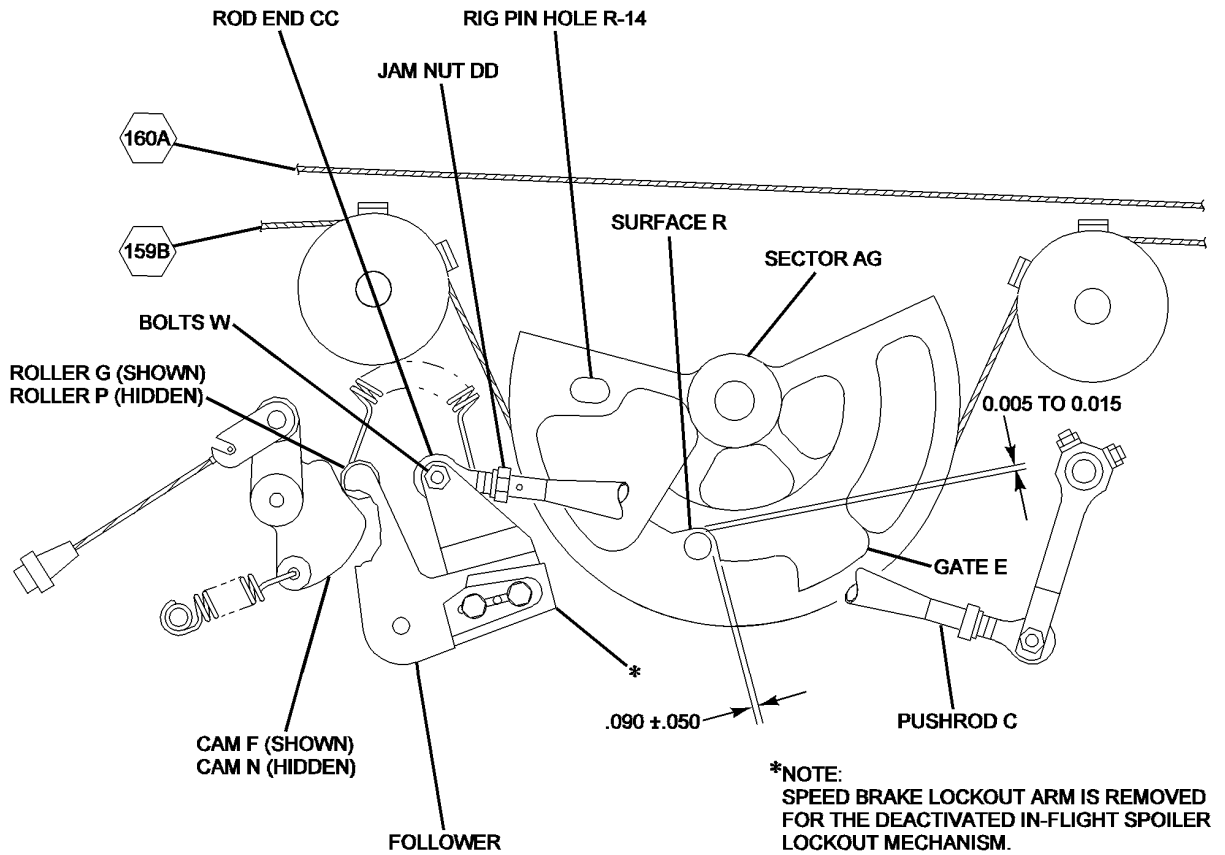 ROD END CC
RIG PIN HOLE R-14
JAM NUT DD
160A
159B
SURFACE R
SECTOR AG
BOLTS W
ROLLER G (SHOWN)
ROLLER P (HIDDEN)
0.005 TO 0.015
GATE E
*
.090 ±.050
PUSHROD C
CAM F (SHOWN)
CAM N (HIDDEN)
FOLLOWER
*NOTE:
SPEED BRAKE LOCKOUT ARM IS REMOVED
FOR THE DEACTIVATED IN-FLIGHT SPOILER
LOCKOUT MECHANISM.